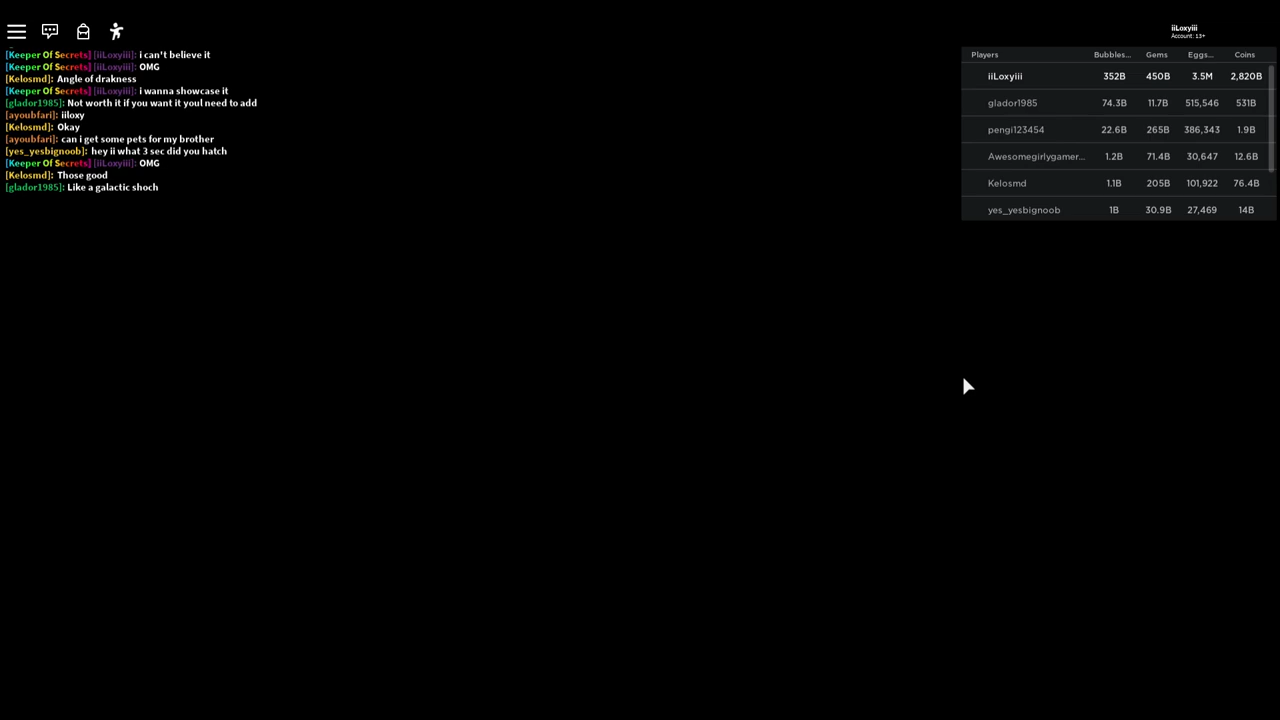 iiLoxyiii
Account: 13+
[Keeper Of Secrets] [iiLoxyiii]: i can't believe it
[Keeper Of Secrets] [iiLoxyiii]: OMG
[Kelosmd]: Angle of drakness
[Keeper Of Secrets] [iiLoxyiii]: i wanna showcase it
[glador1985]: Not worth it if you want it youl need to add
[ayoubfari]: iiloxy
[Kelosmd]: Okay
[ayoubfari]: can i get some pets for my brother
[yes_yesbignoob]: hey ii what 3 sec did you hatch
[Keeper Of Secrets] [iiLoxyiii]: OMG
[Kelosmd]: Those good
[glador1985]: Like a galactic shoch
Players Bubbles... Gems Eggs... Coins
iiLoxyiii 352B 450B 3.5M 2,820B
glador1985 74.3B 11.7B 515,546 531B
pengi123454 22.6B 265B 386,343 1.9B
Awesomegirlygamer... 1.2B 71.4B 30,647 12.6B
Kelosmd 1.1B 205B 101,922 76.4B
yes_yesbignoob 1B 30.9B 27,469 14B